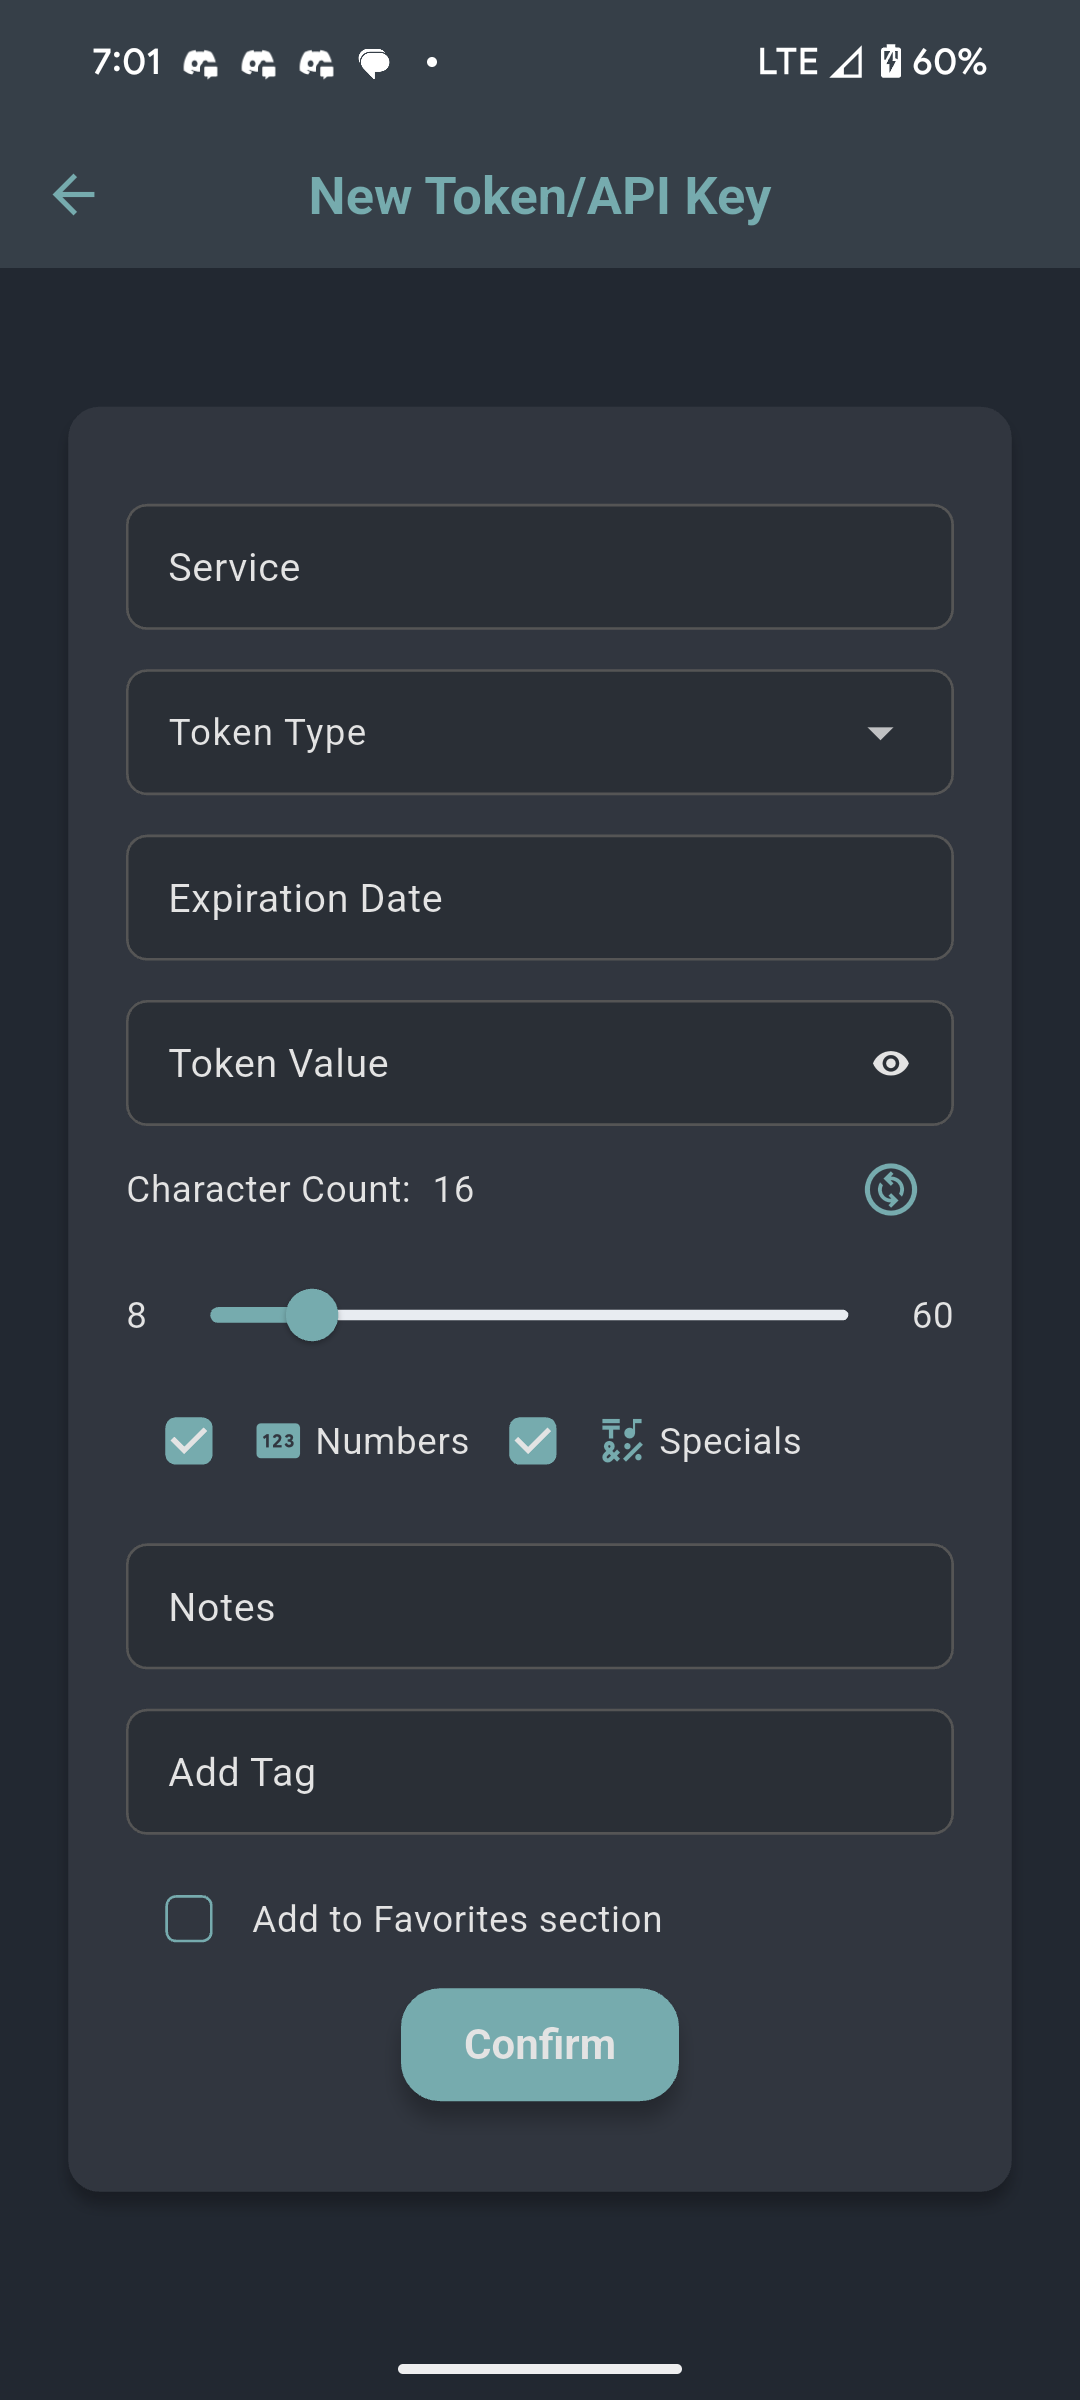 7:01 LTE 60%
New Token/API Key
Service
Token Type
Expiration Date
Token Value
Character Count: 16
8 60
123 Numbers Specials
Notes
Add Tag
Add to Favorites section
Confirm